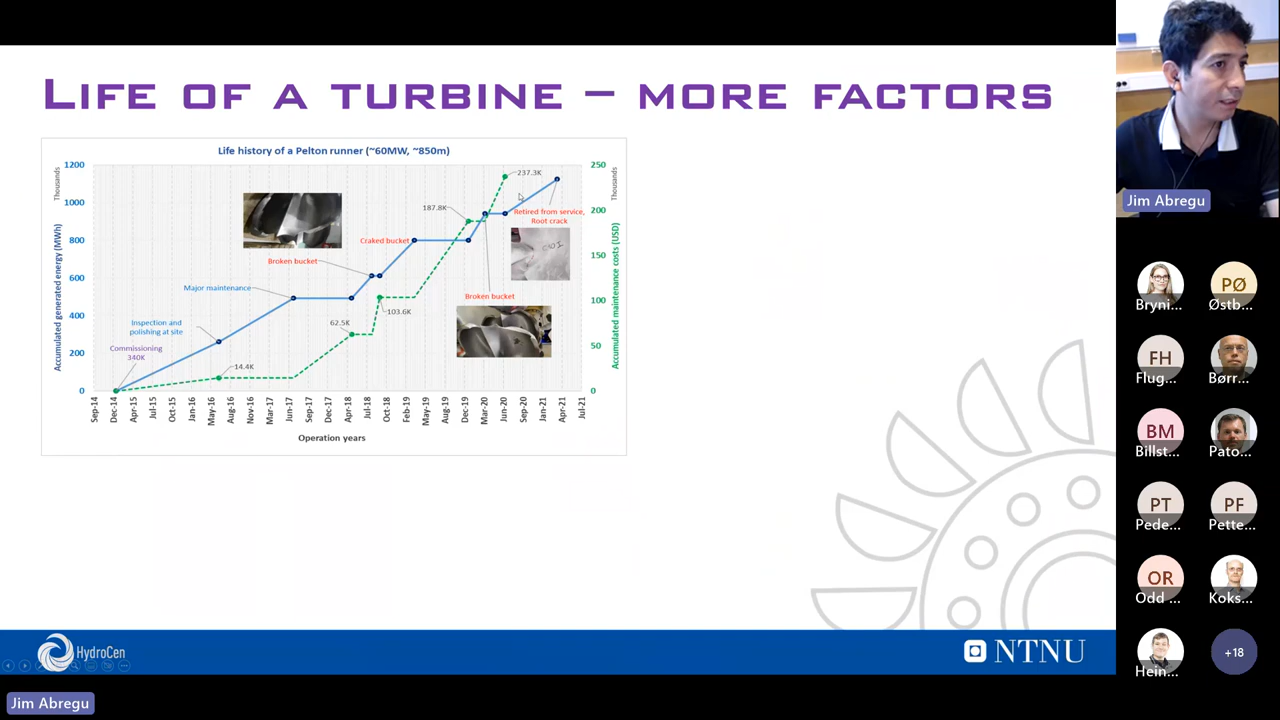 LIFE OF A TURBINE – MORE FACTORS
Life history of a Pelton runner (~60MW, ~850m)
Thousands
Accumulated generated energy (MWh)
1200
1000
800
600
400
200
0
250
200
150
100
50
0
Thousands
Accumulated maintenance costs (USD)
Commissioning
340K
Inspection and
polishing at site
14.4K
Major maintenance
62.5K
Broken bucket
103.6K
Craked bucket
187.8K
Broken bucket
237.3K
Retired from service,
Root crack
Sep-14
Dec-14
Apr-15
Jul-15
Oct-15
Jan-16
May-16
Aug-16
Nov-16
Mar-17
Jun-17
Sep-17
Dec-17
Apr-18
Jul-18
Oct-18
Feb-19
May-19
Aug-19
Dec-19
Mar-20
Jun-20
Sep-20
Jan-21
Apr-21
Jul-21
Operation years
HydroCen
NTNU
Jim Abregu
Jim Abregu
Bryni...
PØ
Østb...
FH
Flug...
Børr...
BM
Billst...
Pato...
PT
Pede...
PF
Pette...
OR
Odd ...
Koks...
Hein...
+18